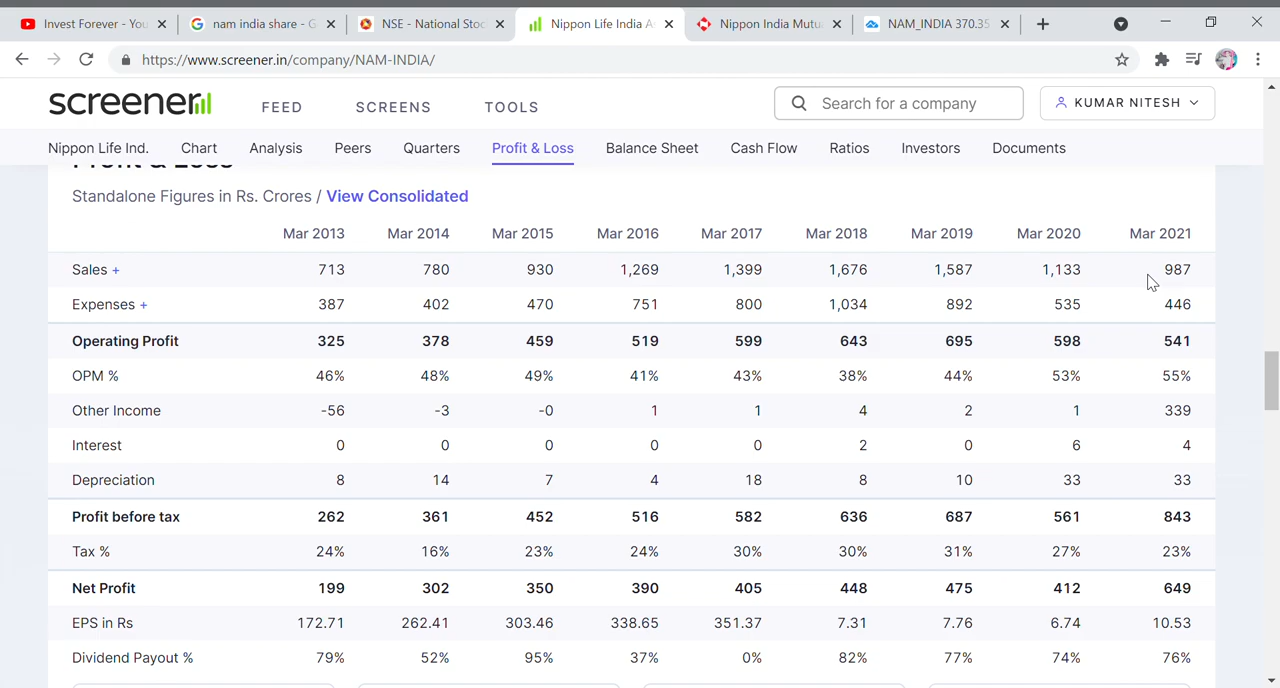 Invest Forever - You
nam india share - G
NSE - National Stoc
Nippon Life India A
Nippon India Mutu
NAM_INDIA 370.35
https://www.screener.in/company/NAM-INDIA/
screener
FEED
SCREENS
TOOLS
Search for a company
KUMAR NITESH
Nippon Life Ind. Chart Analysis Peers Quarters Profit & Loss Balance Sheet Cash Flow Ratios Investors Documents
Profit & Loss
Standalone Figures in Rs. Crores / View Consolidated
Mar 2013 Mar 2014 Mar 2015 Mar 2016 Mar 2017 Mar 2018 Mar 2019 Mar 2020 Mar 2021
Sales + 713 780 930 1,269 1,399 1,676 1,587 1,133 987
Expenses + 387 402 470 751 800 1,034 892 535 446
Operating Profit 325 378 459 519 599 643 695 598 541
OPM % 46% 48% 49% 41% 43% 38% 44% 53% 55%
Other Income -56 -3 -0 1 1 4 2 1 339
Interest 0 0 0 0 0 2 0 6 4
Depreciation 8 14 7 4 18 8 10 33 33
Profit before tax 262 361 452 516 582 636 687 561 843
Tax % 24% 16% 23% 24% 30% 30% 31% 27% 23%
Net Profit 199 302 350 390 405 448 475 412 649
EPS in Rs 172.71 262.41 303.46 338.65 351.37 7.31 7.76 6.74 10.53
Dividend Payout % 79% 52% 95% 37% 0% 82% 77% 74% 76%